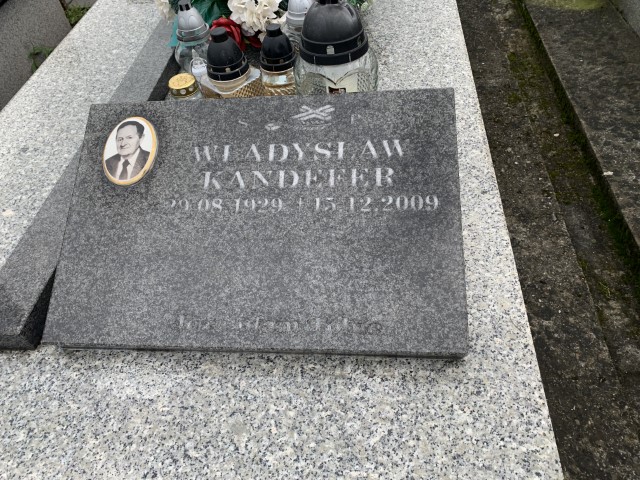 Ś P
WŁADYSŁAW
KANDEFER
29.08.1929 † 15.12.2009